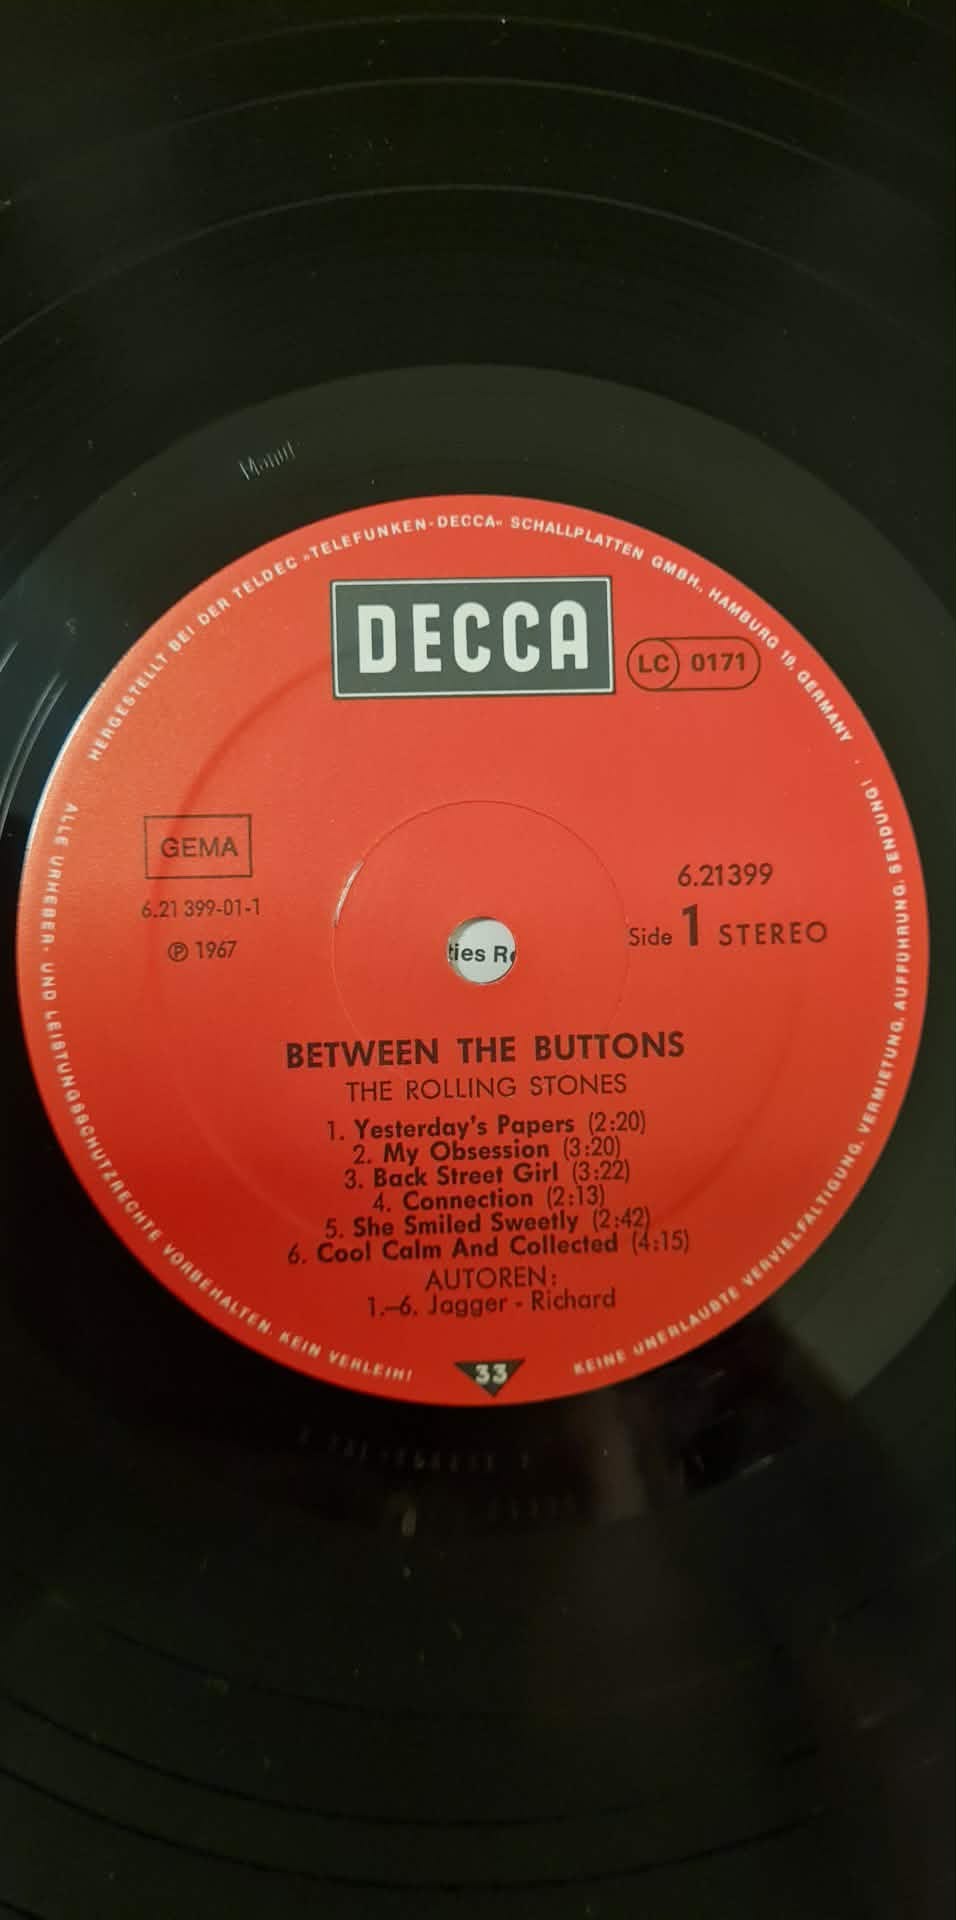 HERGESTELLT BEI DER TELDEC »TELEFUNKEN-DECCA« SCHALLPLATTEN GMBH., HAMBURG 19, GERMANY ·
DECCA
LC 0171
GEMA
6.21399
6.21 399-01-1
Side 1 STEREO
Ⓟ 1967
ties R
BETWEEN THE BUTTONS
THE ROLLING STONES
1. Yesterday's Papers (2:20)
2. My Obsession (3:20)
3. Back Street Girl (3:22)
4. Connection (2:13)
5. She Smiled Sweetly (2:42)
6. Cool Calm And Collected (4:15)
AUTOREN:
1.–6. Jagger - Richard
33
ALLE URHEBER- UND LEISTUNGSSCHUTZRECHTE VORBEHALTEN. KEIN VERLEIH!
KEINE UNERLAUBTE VERVIELFÄLTIGUNG, VERMIETUNG, AUFFÜHRUNG, SENDUNG!